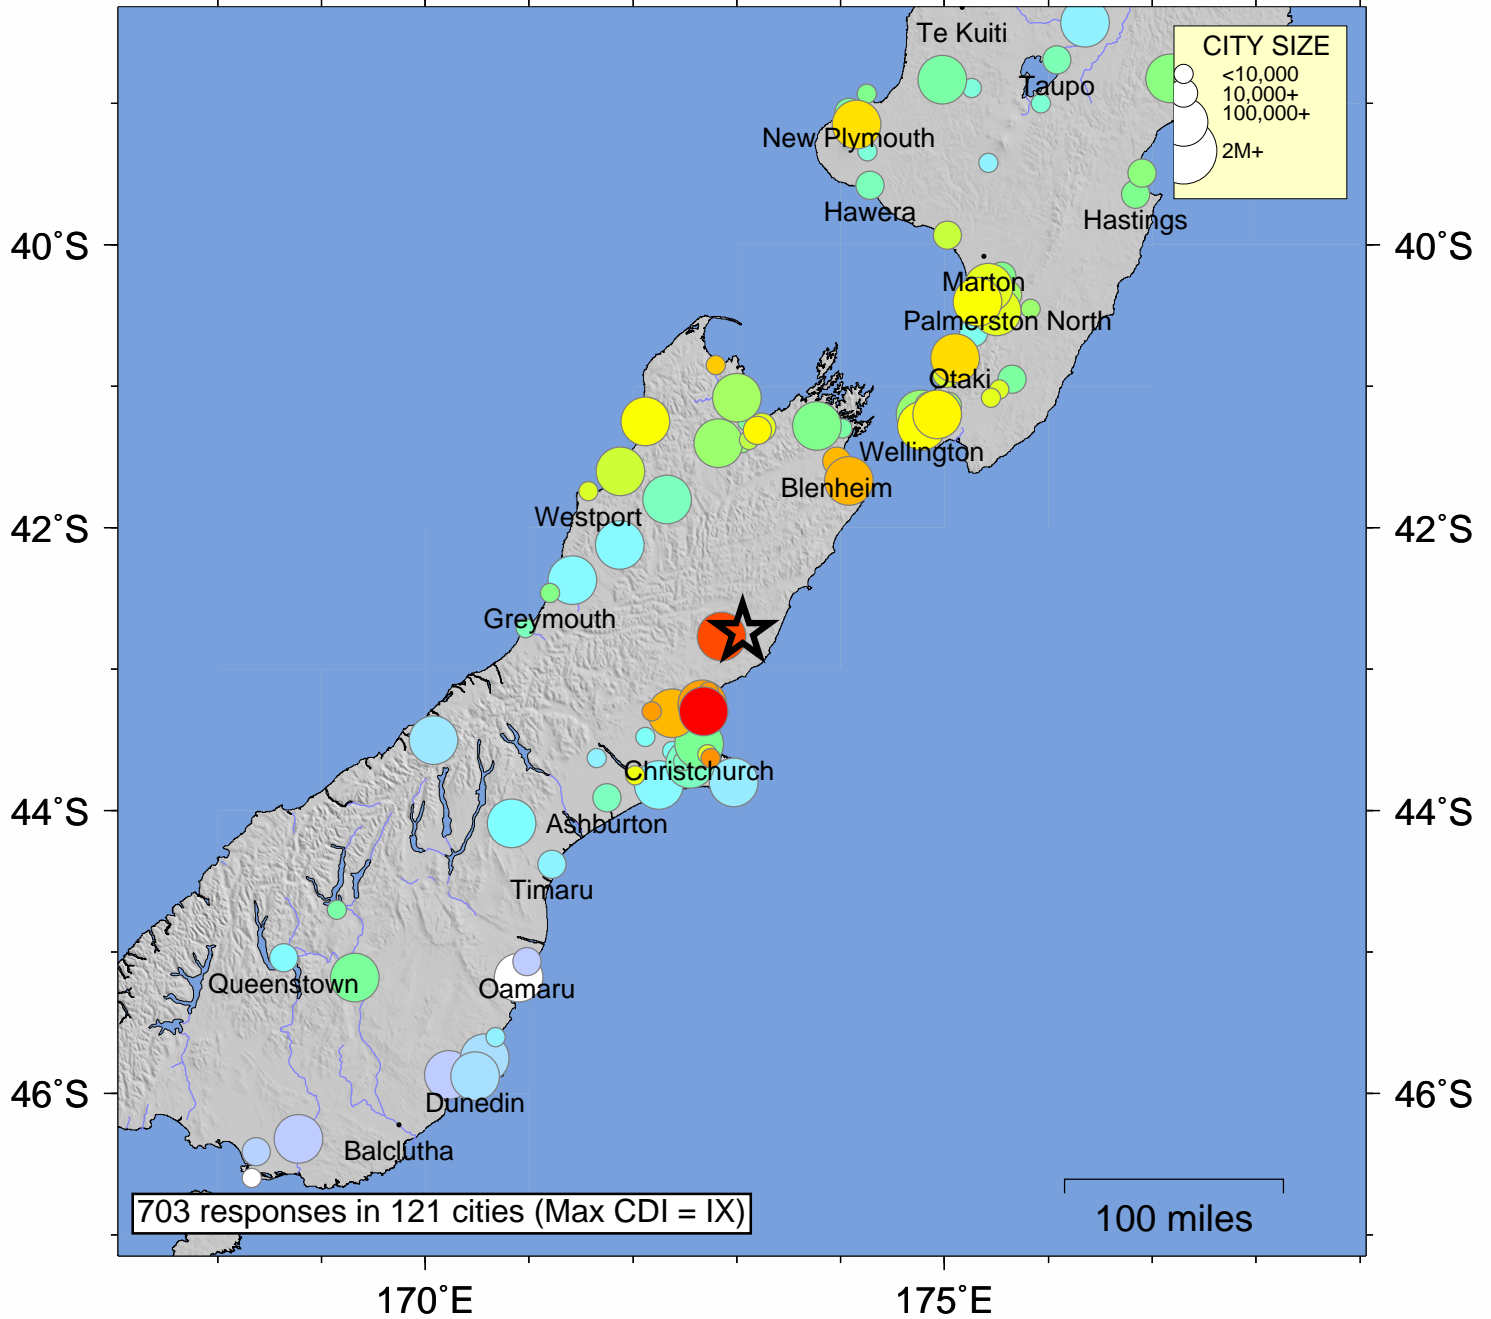 Te Kuiti
CITY SIZE
<10,000
10,000+
100,000+
2M+
Taupo
New Plymouth
Hawera
Hastings
40˚S
40˚S
Marton
Palmerston North
Otaki
Wellington
Blenheim
Westport
42˚S
42˚S
Greymouth
Christchurch
44˚S
44˚S
Ashburton
Timaru
Queenstown
Oamaru
46˚S
46˚S
Dunedin
Balclutha
703 responses in 121 cities (Max CDI = IX)
100 miles
170˚E
175˚E